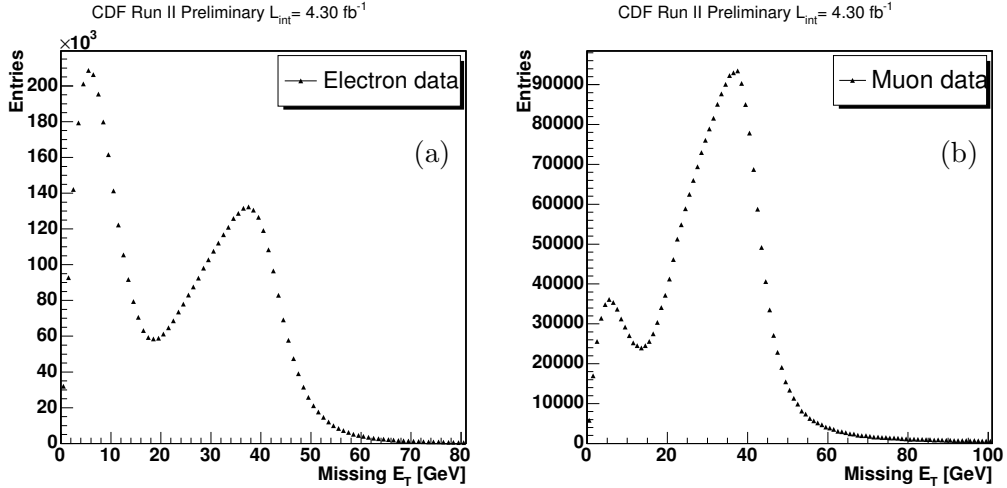 CDF Run II Preliminary L_int= 4.30 fb⁻¹
×10³
Entries
200
180
160
140
120
100
80
60
40
20
0
Electron data
(a)
0 10 20 30 40 50 60 70 80
Missing E_T [GeV]
CDF Run II Preliminary L_int= 4.30 fb⁻¹
Entries
90000
80000
70000
60000
50000
40000
30000
20000
10000
0
Muon data
(b)
0 20 40 60 80 100
Missing E_T [GeV]